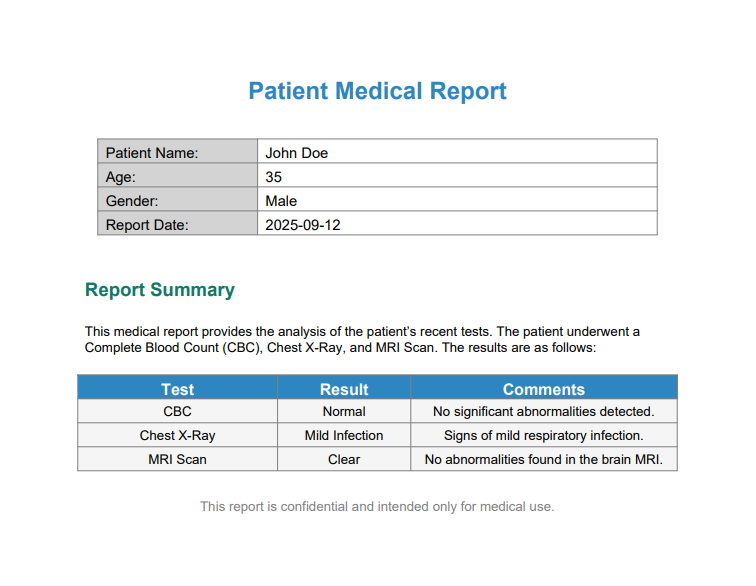 Patient Medical Report
Patient Name: John Doe
Age: 35
Gender: Male
Report Date: 2025-09-12
Report Summary
This medical report provides the analysis of the patient's recent tests. The patient underwent a
Complete Blood Count (CBC), Chest X-Ray, and MRI Scan. The results are as follows:
Test Result Comments
CBC Normal No significant abnormalities detected.
Chest X-Ray Mild Infection Signs of mild respiratory infection.
MRI Scan Clear No abnormalities found in the brain MRI.
This report is confidential and intended only for medical use.